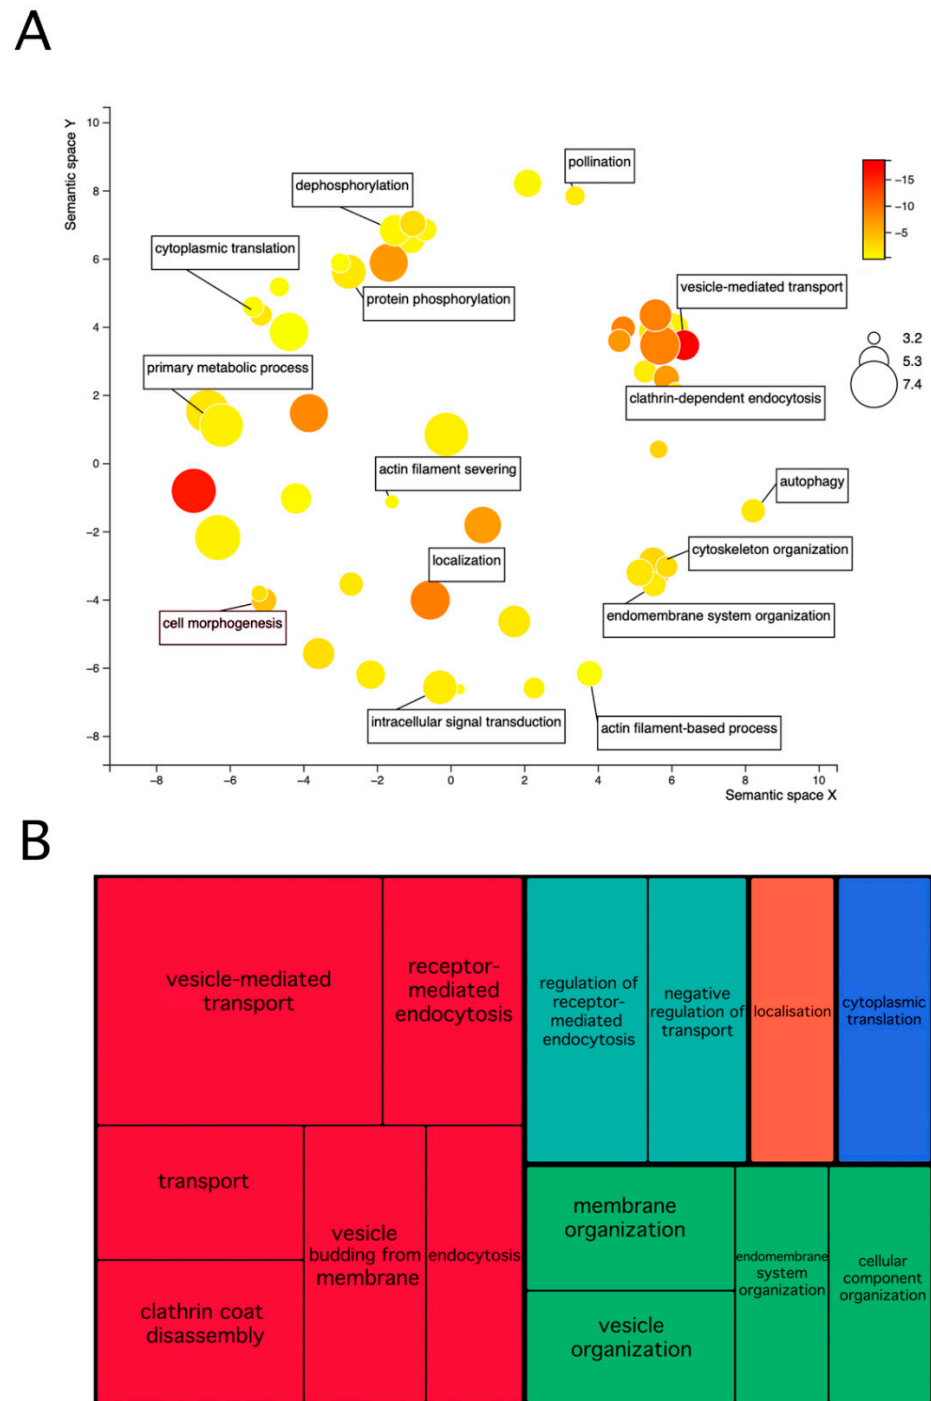 A
Semantic space Y
10
8
6
4
2
0
−2
−4
−6
−8
−8
−6
−4
−2
0
2
4
6
8
10
Semantic space X
pollination
dephosphorylation
cytoplasmic translation
protein phosphorylation
vesicle-mediated transport
primary metabolic process
clathrin-dependent endocytosis
actin filament severing
autophagy
cytoskeleton organization
localization
cell morphogenesis
endomembrane system organization
intracellular signal transduction
actin filament-based process
−15
−10
−5
3.2
5.3
7.4
B
vesicle-mediated
transport
receptor-
mediated
endocytosis
regulation of
receptor-
mediated
endocytosis
negative
regulation of
transport
localisation
cytoplasmic
translation
transport
clathrin coat
disassembly
vesicle
budding from
membrane
endocytosis
membrane
organization
vesicle
organization
endomembrane
system
organization
cellular
component
organization